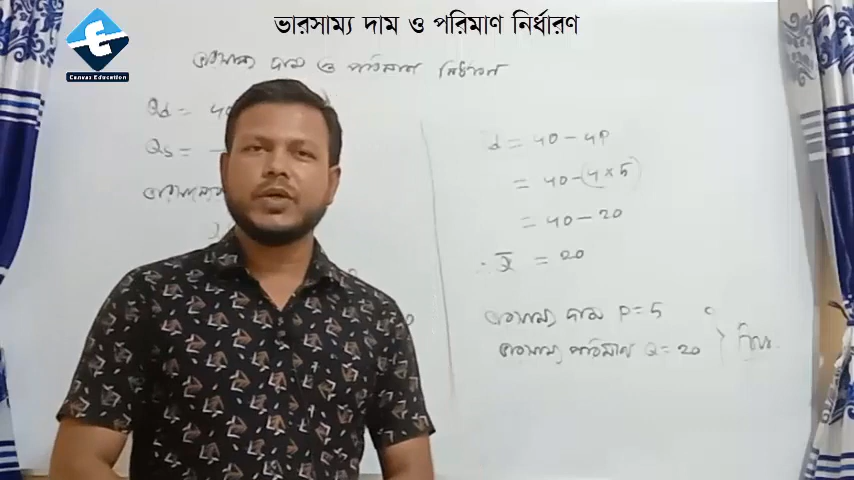 ভারসাম্য দাম ও পরিমাণ নির্ধারণ
Canvas Education
ভারসাম্য দাম ও পরিমাণ নির্ধারণ
Qd =
Qs = -
d = 40 - 4P
= 40 - (4 × 5)
= 40 - 20
∴ Q̅ = 20
ভারসাম্য দাম P = 5
ভারসাম্য পরিমাণ Q = 20